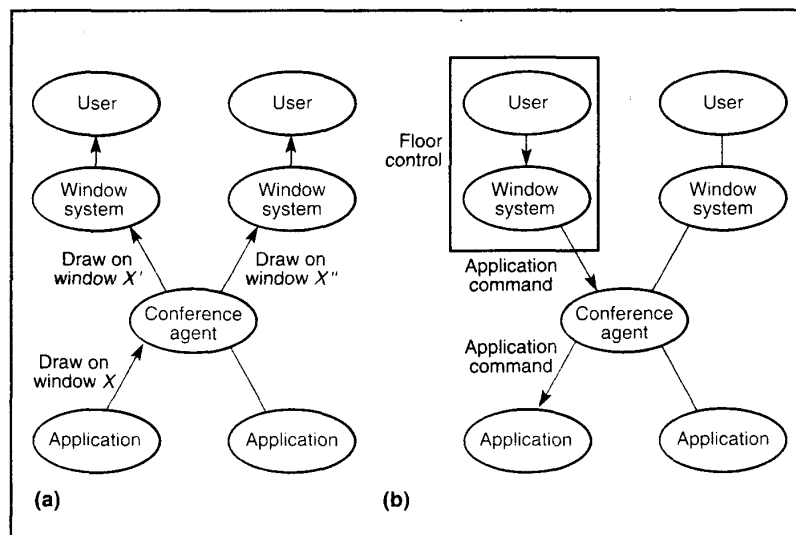 User
User
Window
system
Window
system
Draw on
window X'
Draw on
window X"
Conference
agent
Draw on
window X
Application
Application
(a)
Floor
control
User
User
Window
system
Window
system
Application
command
Conference
agent
Application
command
Application
Application
(b)